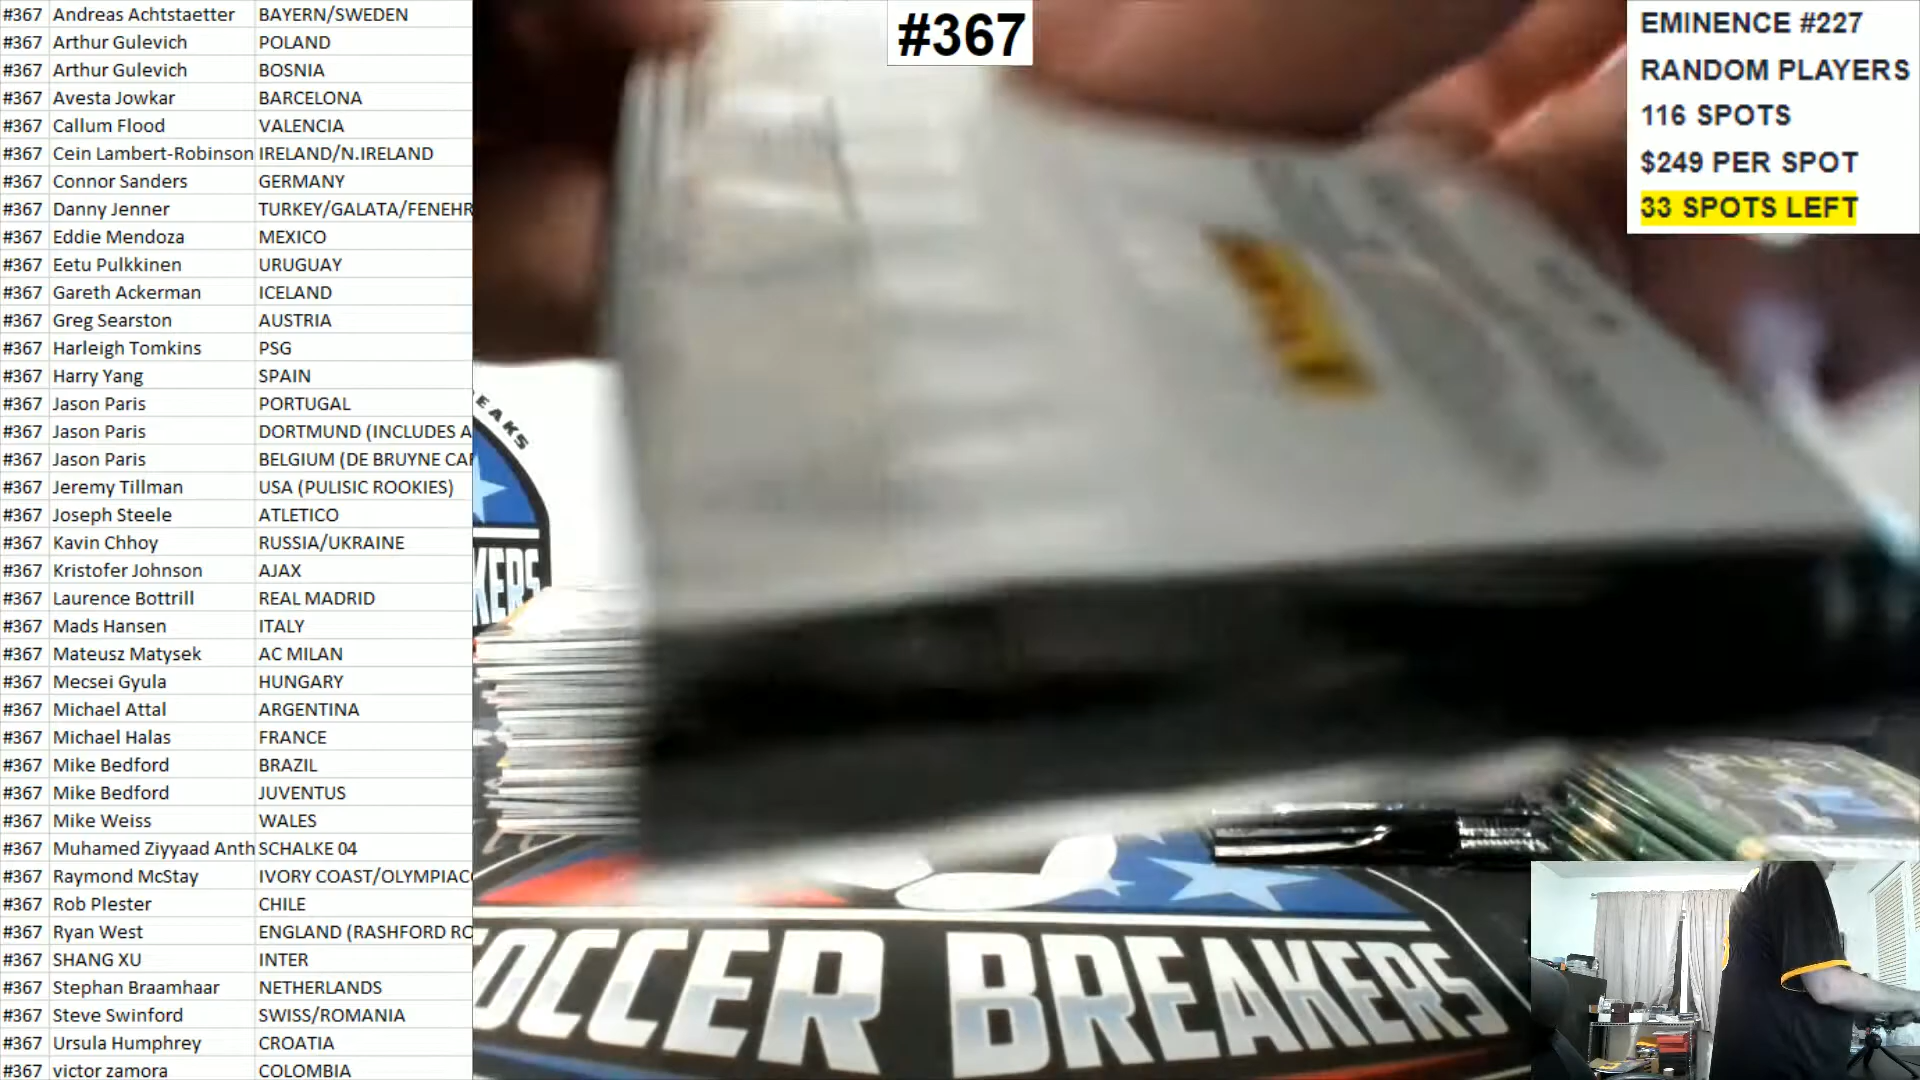 #367 Andreas Achtstaetter BAYERN/SWEDEN
#367 Arthur Gulevich POLAND
#367 Arthur Gulevich BOSNIA
#367 Avesta Jowkar BARCELONA
#367 Callum Flood VALENCIA
#367 Cein Lambert-Robinson IRELAND/N.IRELAND
#367 Connor Sanders GERMANY
#367 Danny Jenner TURKEY/GALATA/FENEHR
#367 Eddie Mendoza MEXICO
#367 Eetu Pulkkinen URUGUAY
#367 Gareth Ackerman ICELAND
#367 Greg Searston AUSTRIA
#367 Harleigh Tomkins PSG
#367 Harry Yang SPAIN
#367 Jason Paris PORTUGAL
#367 Jason Paris DORTMUND (INCLUDES A
#367 Jason Paris BELGIUM (DE BRUYNE CA
#367 Jeremy Tillman USA (PULISIC ROOKIES)
#367 Joseph Steele ATLETICO
#367 Kavin Chhoy RUSSIA/UKRAINE
#367 Kristofer Johnson AJAX
#367 Laurence Bottrill REAL MADRID
#367 Mads Hansen ITALY
#367 Mateusz Matysek AC MILAN
#367 Mecsei Gyula HUNGARY
#367 Michael Attal ARGENTINA
#367 Michael Halas FRANCE
#367 Mike Bedford BRAZIL
#367 Mike Bedford JUVENTUS
#367 Mike Weiss WALES
#367 Muhamed Ziyyaad Anth SCHALKE 04
#367 Raymond McStay IVORY COAST/OLYMPIAC
#367 Rob Plester CHILE
#367 Ryan West ENGLAND (RASHFORD RO
#367 SHANG XU INTER
#367 Stephan Braamhaar NETHERLANDS
#367 Steve Swinford SWISS/ROMANIA
#367 Ursula Humphrey CROATIA
#367 victor zamora COLOMBIA
#367
EMINENCE #227
RANDOM PLAYERS
116 SPOTS
$249 PER SPOT
33 SPOTS LEFT
EAKS
KERS
OCCER BREAKERS